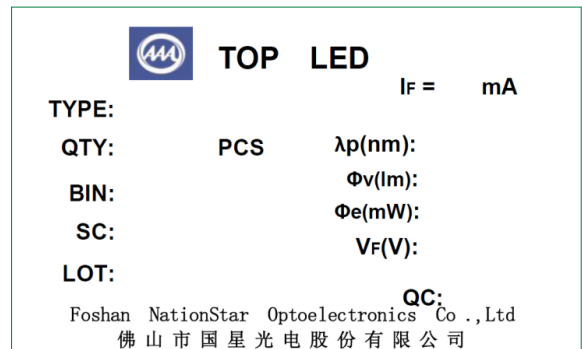 AAA TOP LED
IF = mA
TYPE:
QTY: PCS λp(nm):
Φv(lm):
BIN:
Φe(mW):
SC:
VF(V):
LOT:
QC:
Foshan NationStar Optoelectronics Co .,Ltd
佛山市国星光电股份有限公司